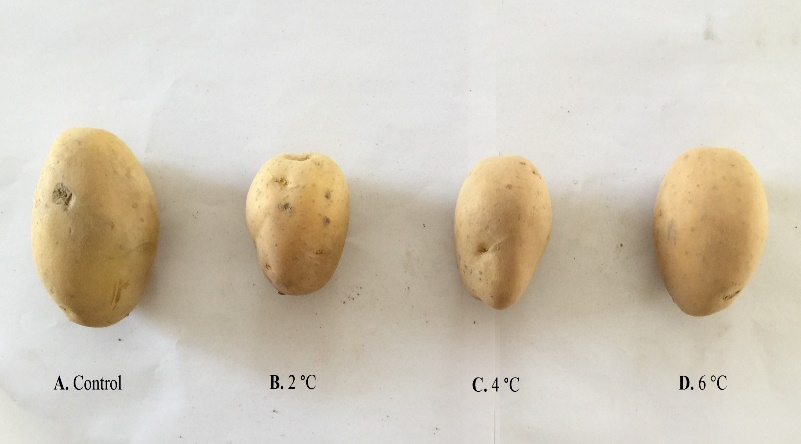 A. Control
B. 2 °C
C. 4 °C
D. 6 °C